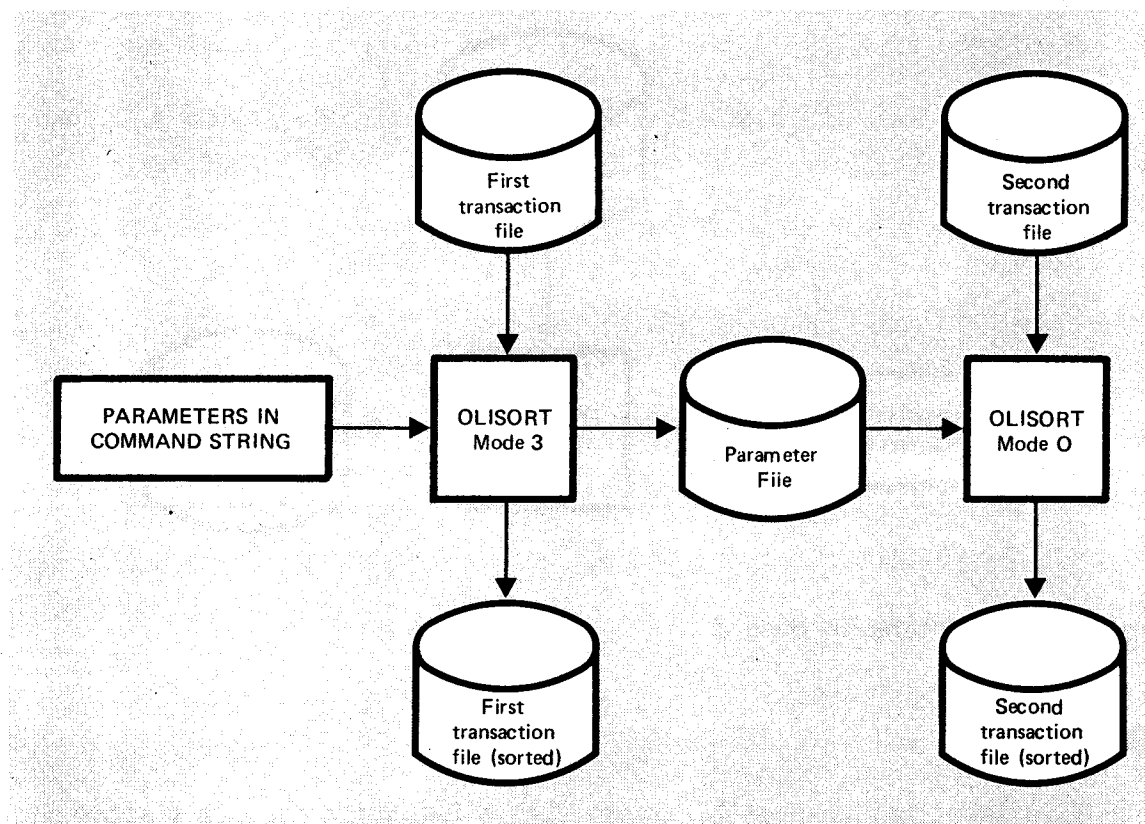 First
transaction
file
Second
transaction
file
PARAMETERS IN
COMMAND STRING
OLISORT
Mode 3
Parameter
File
OLISORT
Mode 0
First
transaction
file (sorted)
Second
transaction
file (sorted)